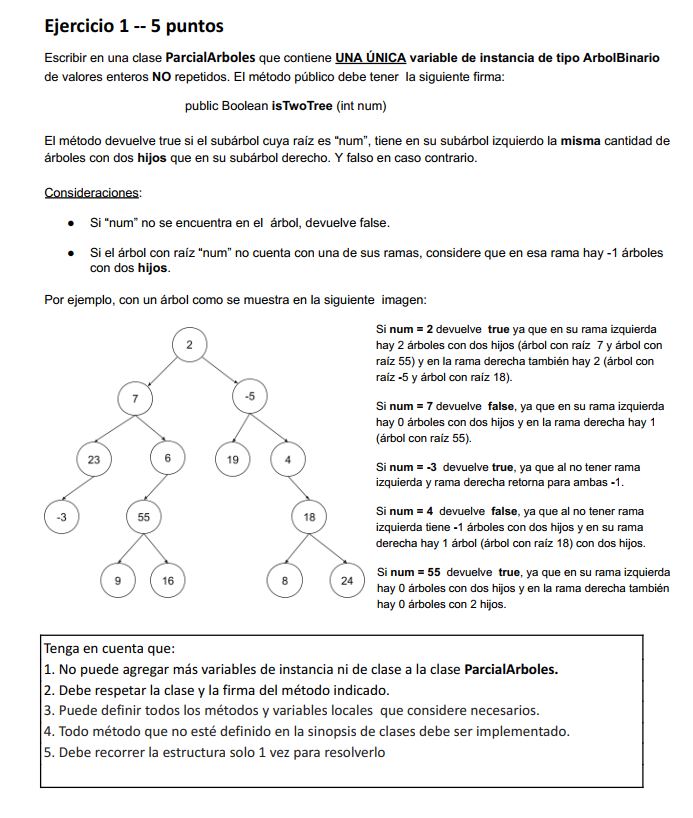 Ejercicio 1 -- 5 puntos
Escribir en una clase ParcialArboles que contiene UNA ÚNICA variable de instancia de tipo ArbolBinario
de valores enteros NO repetidos. El método público debe tener la siguiente firma:
public Boolean isTwoTree (int num)
El método devuelve true si el subárbol cuya raíz es “num”, tiene en su subárbol izquierdo la misma cantidad de
árboles con dos hijos que en su subárbol derecho. Y falso en caso contrario.
Consideraciones:
● Si “num” no se encuentra en el árbol, devuelve false.
● Si el árbol con raíz “num” no cuenta con una de sus ramas, considere que en esa rama hay -1 árboles
con dos hijos.
Por ejemplo, con un árbol como se muestra en la siguiente imagen:
2
7
-5
23
6
19
4
-3
55
18
9
16
8
24
Si num = 2 devuelve true ya que en su rama izquierda
hay 2 árboles con dos hijos (árbol con raíz 7 y árbol con
raíz 55) y en la rama derecha también hay 2 (árbol con
raíz -5 y árbol con raíz 18).
Si num = 7 devuelve false, ya que en su rama izquierda
hay 0 árboles con dos hijos y en la rama derecha hay 1
(árbol con raíz 55).
Si num = -3 devuelve true, ya que al no tener rama
izquierda y rama derecha retorna para ambas -1.
Si num = 4 devuelve false, ya que al no tener rama
izquierda tiene -1 árboles con dos hijos y en su rama
derecha hay 1 árbol (árbol con raíz 18) con dos hijos.
Si num = 55 devuelve true, ya que en su rama izquierda
hay 0 árboles con dos hijos y en la rama derecha también
hay 0 árboles con 2 hijos.
Tenga en cuenta que:
1. No puede agregar más variables de instancia ni de clase a la clase ParcialArboles.
2. Debe respetar la clase y la firma del método indicado.
3. Puede definir todos los métodos y variables locales que considere necesarios.
4. Todo método que no esté definido en la sinopsis de clases debe ser implementado.
5. Debe recorrer la estructura solo 1 vez para resolverlo